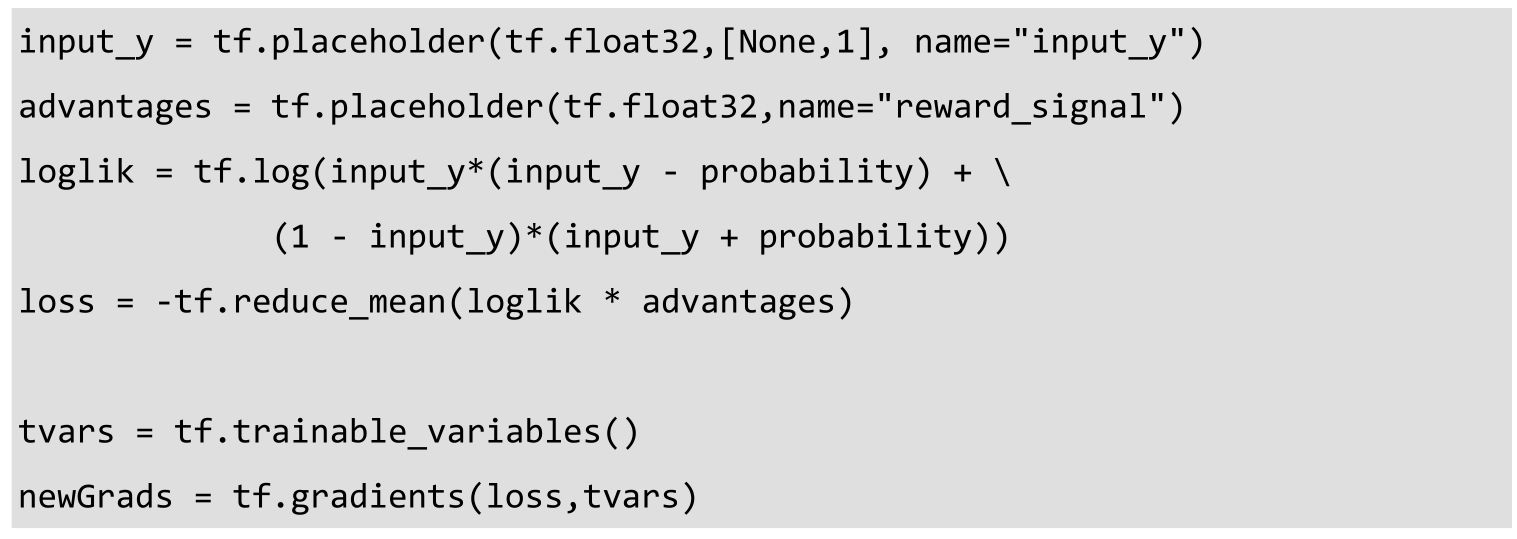 input_y = tf.placeholder(tf.float32,[None,1], name="input_y")
advantages = tf.placeholder(tf.float32,name="reward_signal")
loglik = tf.log(input_y*(input_y - probability) + \
(1 - input_y)*(input_y + probability))
loss = -tf.reduce_mean(loglik * advantages)
tvars = tf.trainable_variables()
newGrads = tf.gradients(loss,tvars)